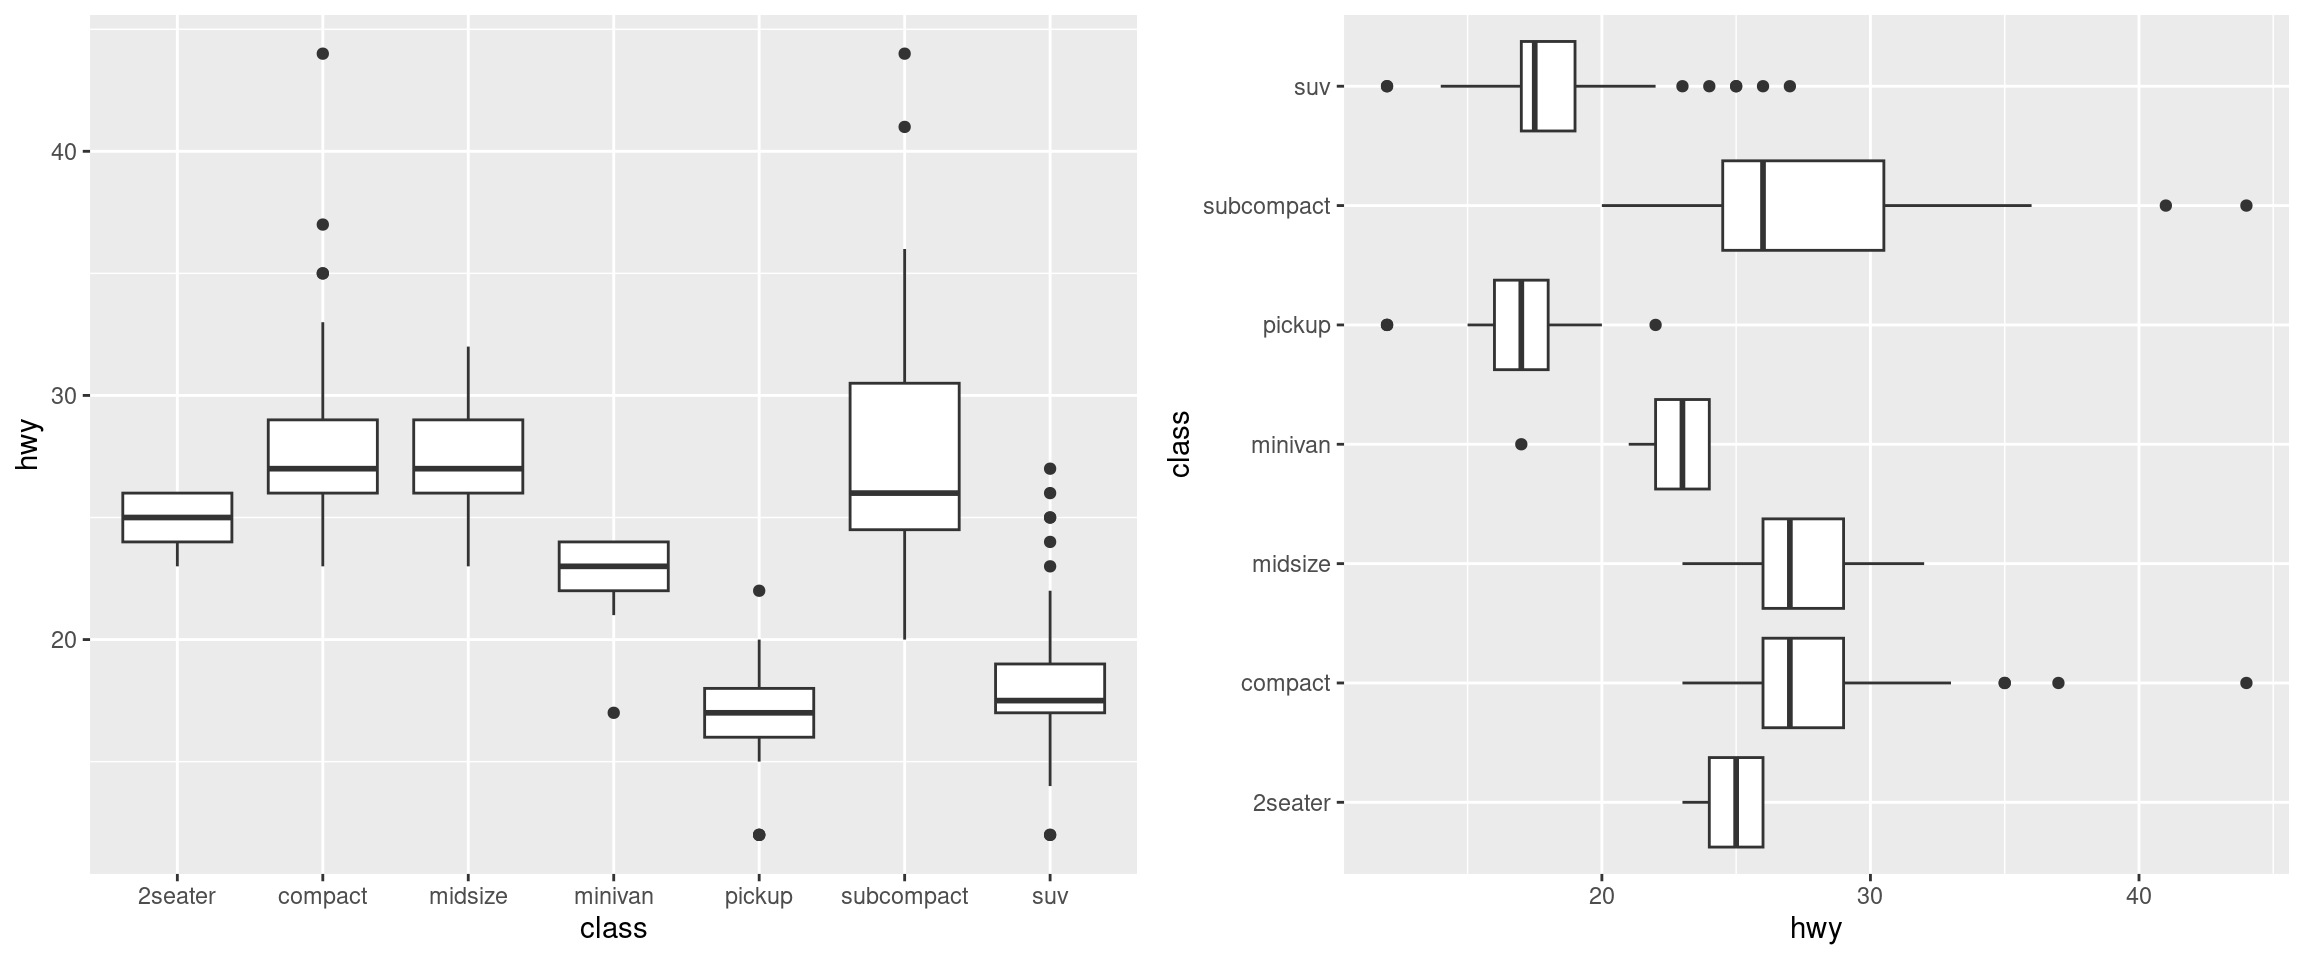 hwy
40
30
20
2seater compact midsize minivan pickup subcompact suv
class
class
suv
subcompact
pickup
minivan
midsize
compact
2seater
20 30 40
hwy